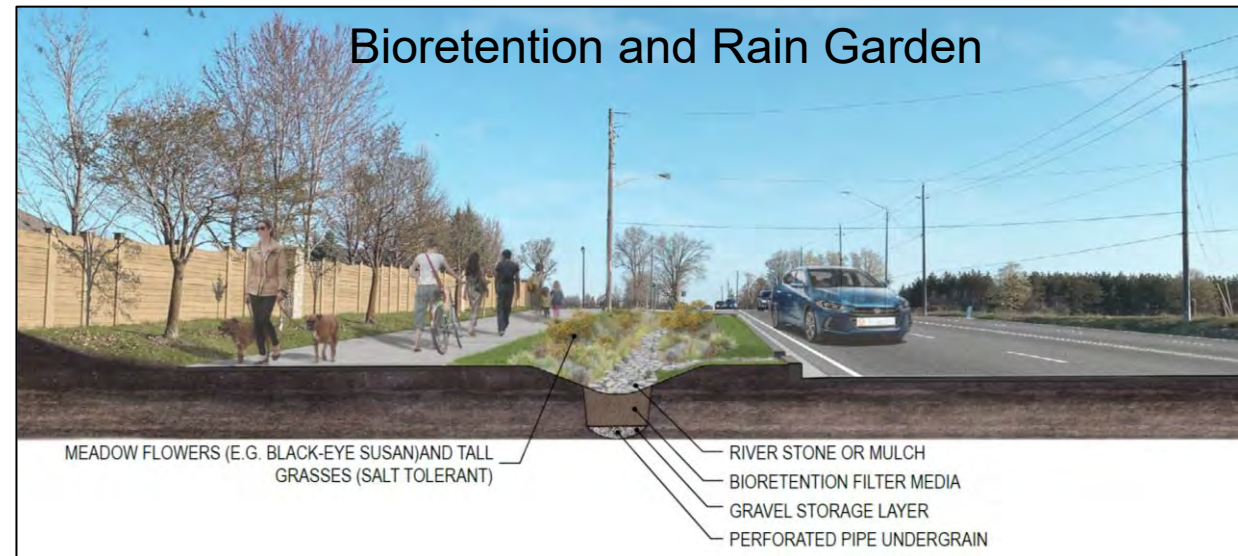 Bioretention and Rain Garden
MEADOW FLOWERS (E.G. BLACK-EYE SUSAN)AND TALL
GRASSES (SALT TOLERANT)
RIVER STONE OR MULCH
BIORETENTION FILTER MEDIA
GRAVEL STORAGE LAYER
PERFORATED PIPE UNDERGRAIN